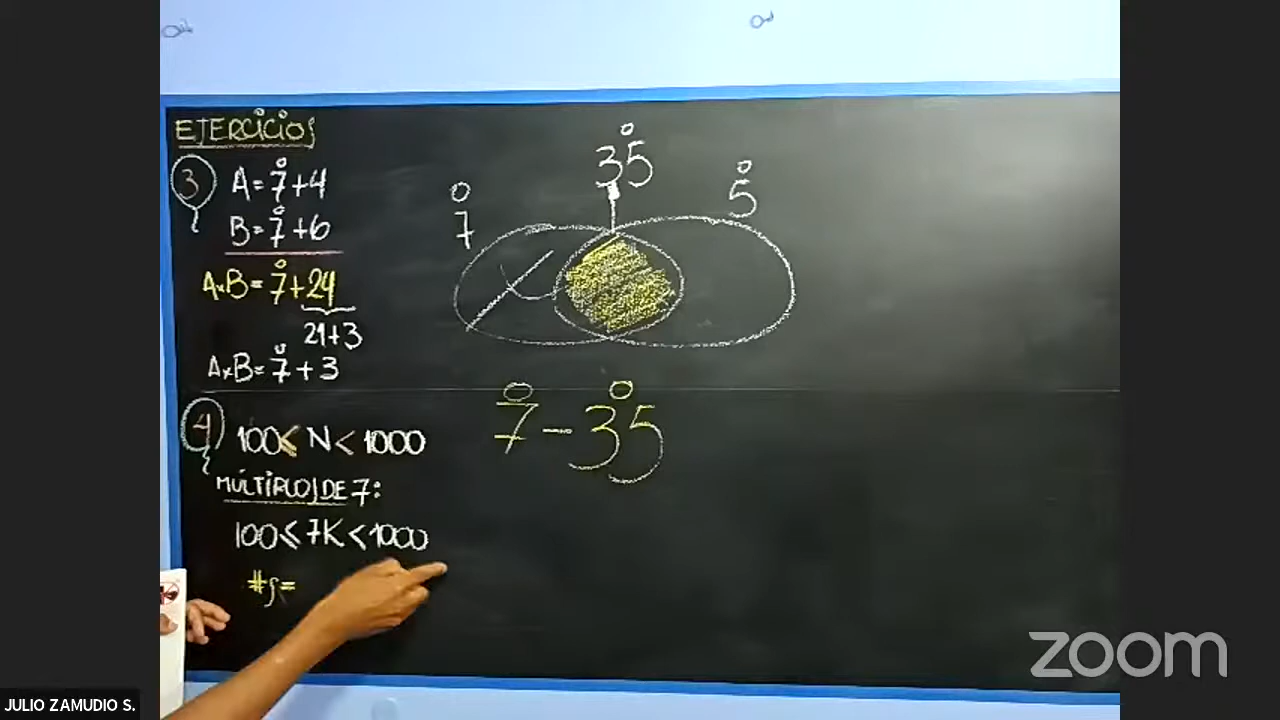 EJERCICIOS
3
A = 7̊ + 4
B = 7̊ + 6
A×B = 7̊ + 24
21 + 3
A×B = 7̊ + 3
7̊
35̊
5̊
7̊ - 35̊
4
100 ≤ N < 1000
MÚLTIPLOS DE 7:
100 ≤ 7K < 1000
#s =
zoom
JULIO ZAMUDIO S.